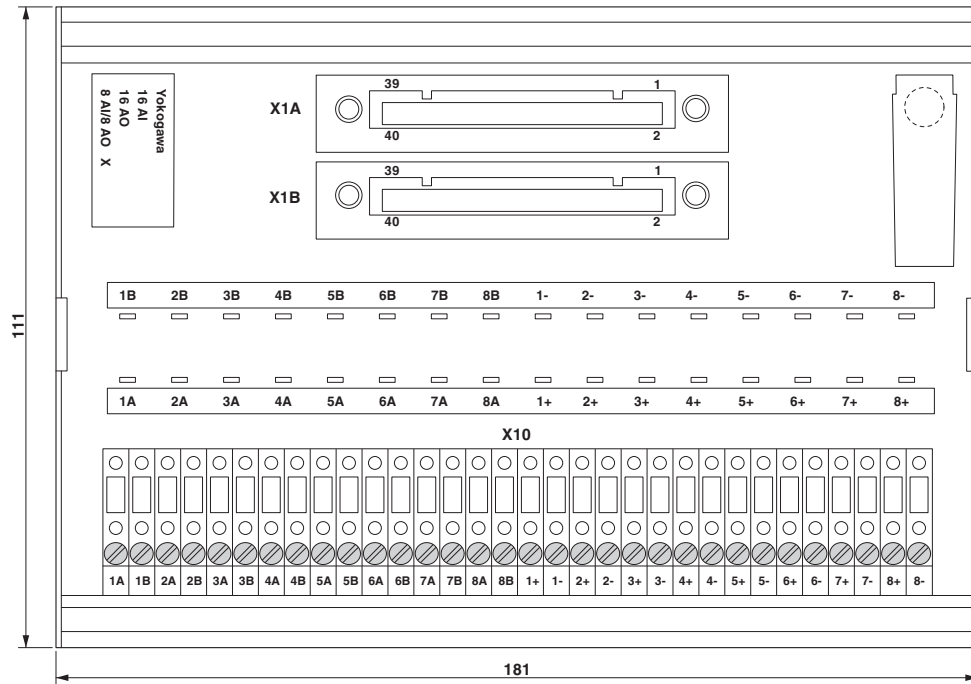 Yokogawa
16 AI
16 AO
8 AI/8 AO X
X1A
39 1
40 2
X1B
39 1
40 2
1B 2B 3B 4B 5B 6B 7B 8B 1- 2- 3- 4- 5- 6- 7- 8-
111
1A 2A 3A 4A 5A 6A 7A 8A 1+ 2+ 3+ 4+ 5+ 6+ 7+ 8+
X10
1A 1B 2A 2B 3A 3B 4A 4B 5A 5B 6A 6B 7A 7B 8A 8B 1+ 1- 2+ 2- 3+ 3- 4+ 4- 5+ 5- 6+ 6- 7+ 7- 8+ 8-
181